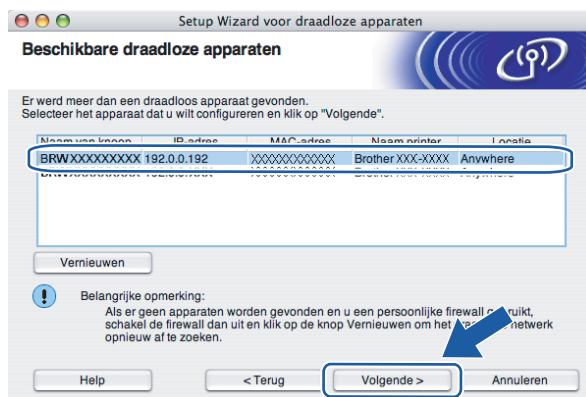 Setup Wizard voor draadloze apparaten
Beschikbare draadloze apparaten
Er werd meer dan een draadloos apparaat gevonden.
Selecteer het apparaat dat u wilt configureren en klik op "Volgende".
Naam van knoop IP-adres MAC-adres Naam printer Locatie
BRWXXXXXXXXX 192.0.0.192 XXXXXXXXXXXX Brother XXX-XXXX Anywhere
Vernieuwen
Belangrijke opmerking:
Als er geen apparaten worden gevonden en u een persoonlijke firewall gebruikt,
schakel de firewall dan uit en klik op de knop Vernieuwen om het netwerk
opnieuw af te zoeken.
Help
< Terug
Volgende >
Annuleren